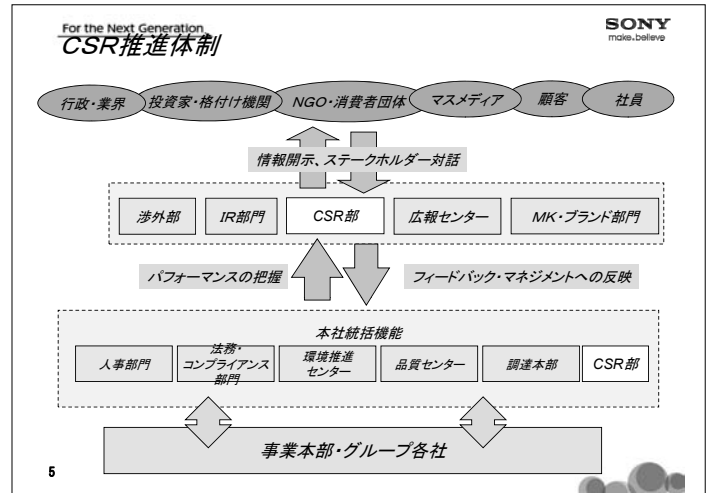 For the Next Generation
CSR推進体制
SONY
make.believe
行政・業界 投資家・格付け機関 NGO・消費者団体 マスメディア 顧客 社員
情報開示、ステークホルダー対話
渉外部 IR部門 CSR部 広報センター MK・ブランド部門
パフォーマンスの把握 フィードバック・マネジメントへの反映
本社統括機能
人事部門
法務・
コンプライアンス
部門
環境推進
センター
品質センター
調達本部
CSR部
事業本部・グループ各社
5